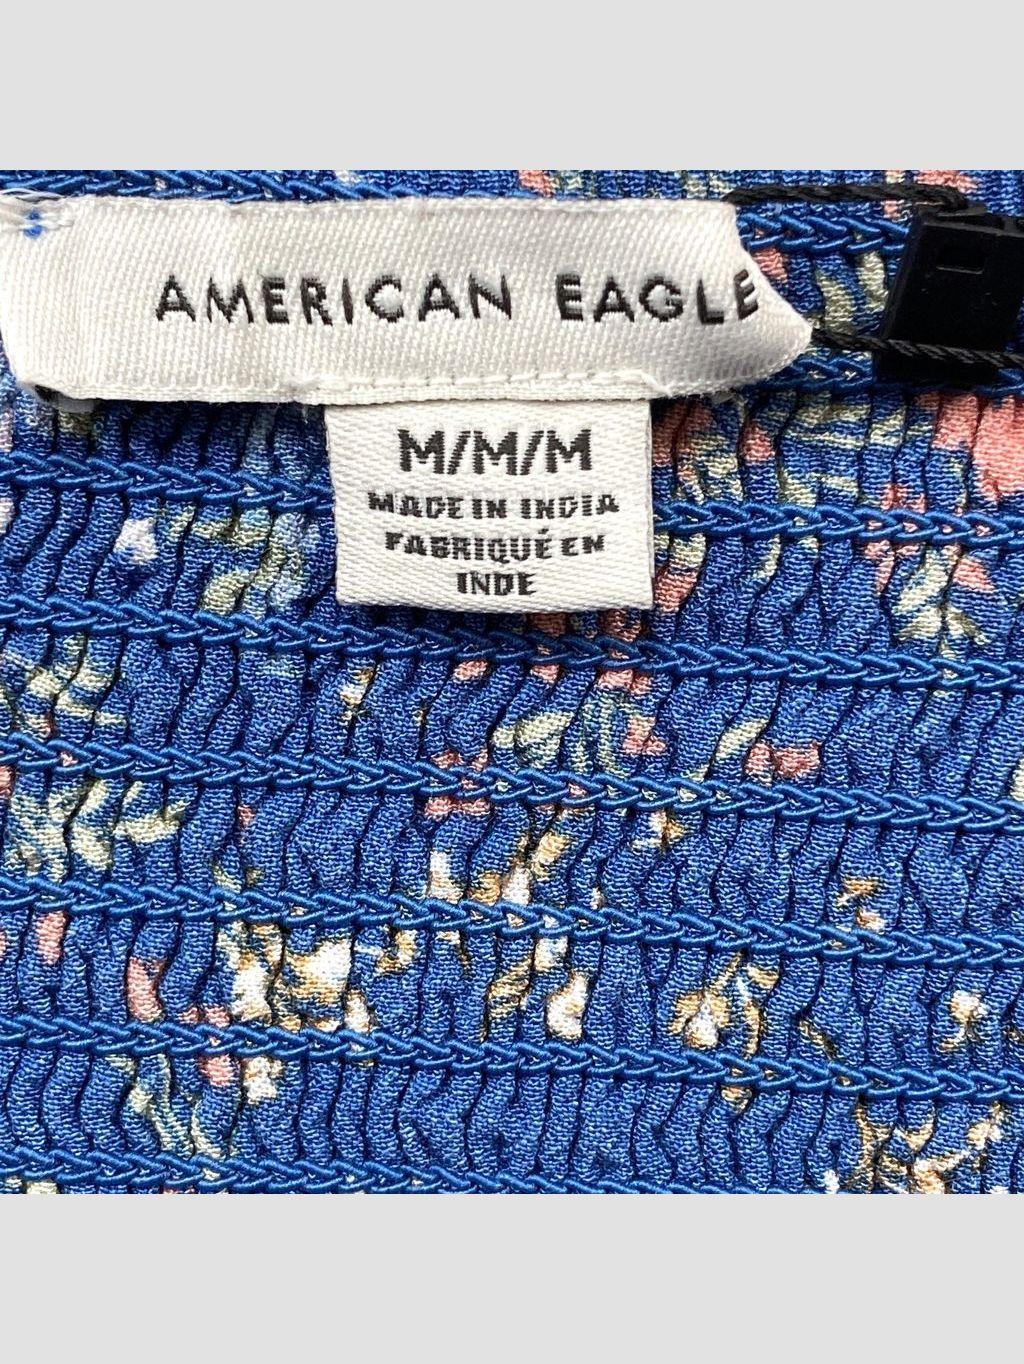 AMERICAN EAGLE
M/M/M
MADE IN INDIA
FABRIQUÉ EN
INDE